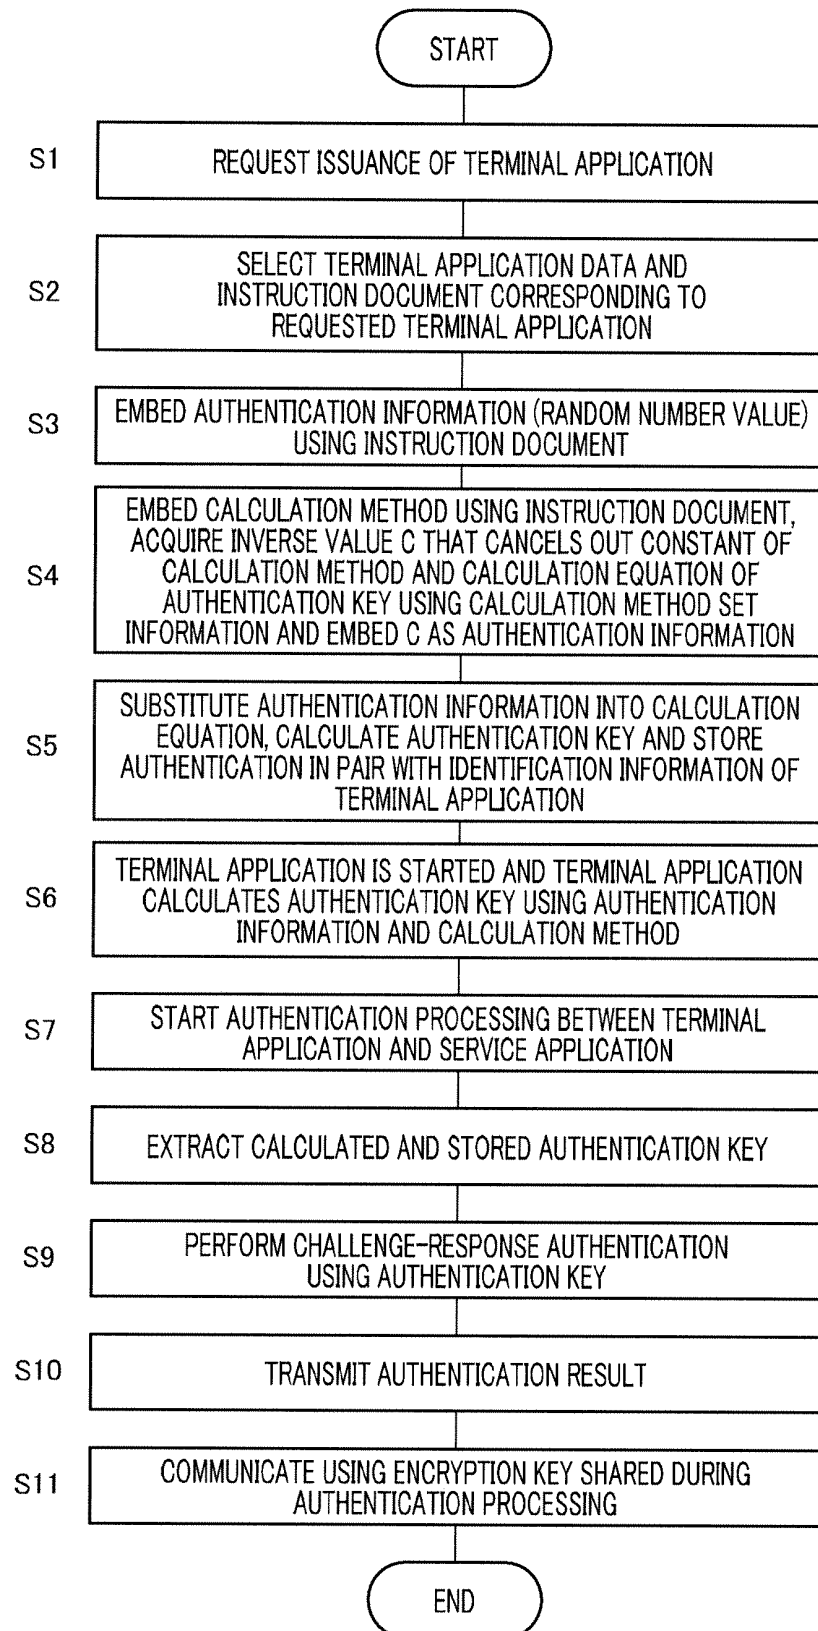 START
S1
REQUEST ISSUANCE OF TERMINAL APPLICATION
S2
SELECT TERMINAL APPLICATION DATA AND
INSTRUCTION DOCUMENT CORRESPONDING TO
REQUESTED TERMINAL APPLICATION
S3
EMBED AUTHENTICATION INFORMATION (RANDOM NUMBER VALUE)
USING INSTRUCTION DOCUMENT
S4
EMBED CALCULATION METHOD USING INSTRUCTION DOCUMENT,
ACQUIRE INVERSE VALUE C THAT CANCELS OUT CONSTANT OF
CALCULATION METHOD AND CALCULATION EQUATION OF
AUTHENTICATION KEY USING CALCULATION METHOD SET
INFORMATION AND EMBED C AS AUTHENTICATION INFORMATION
S5
SUBSTITUTE AUTHENTICATION INFORMATION INTO CALCULATION
EQUATION, CALCULATE AUTHENTICATION KEY AND STORE
AUTHENTICATION IN PAIR WITH IDENTIFICATION INFORMATION OF
TERMINAL APPLICATION
S6
TERMINAL APPLICATION IS STARTED AND TERMINAL APPLICATION
CALCULATES AUTHENTICATION KEY USING AUTHENTICATION
INFORMATION AND CALCULATION METHOD
S7
START AUTHENTICATION PROCESSING BETWEEN TERMINAL
APPLICATION AND SERVICE APPLICATION
S8
EXTRACT CALCULATED AND STORED AUTHENTICATION KEY
S9
PERFORM CHALLENGE-RESPONSE AUTHENTICATION
USING AUTHENTICATION KEY
S10
TRANSMIT AUTHENTICATION RESULT
S11
COMMUNICATE USING ENCRYPTION KEY SHARED DURING
AUTHENTICATION PROCESSING
END